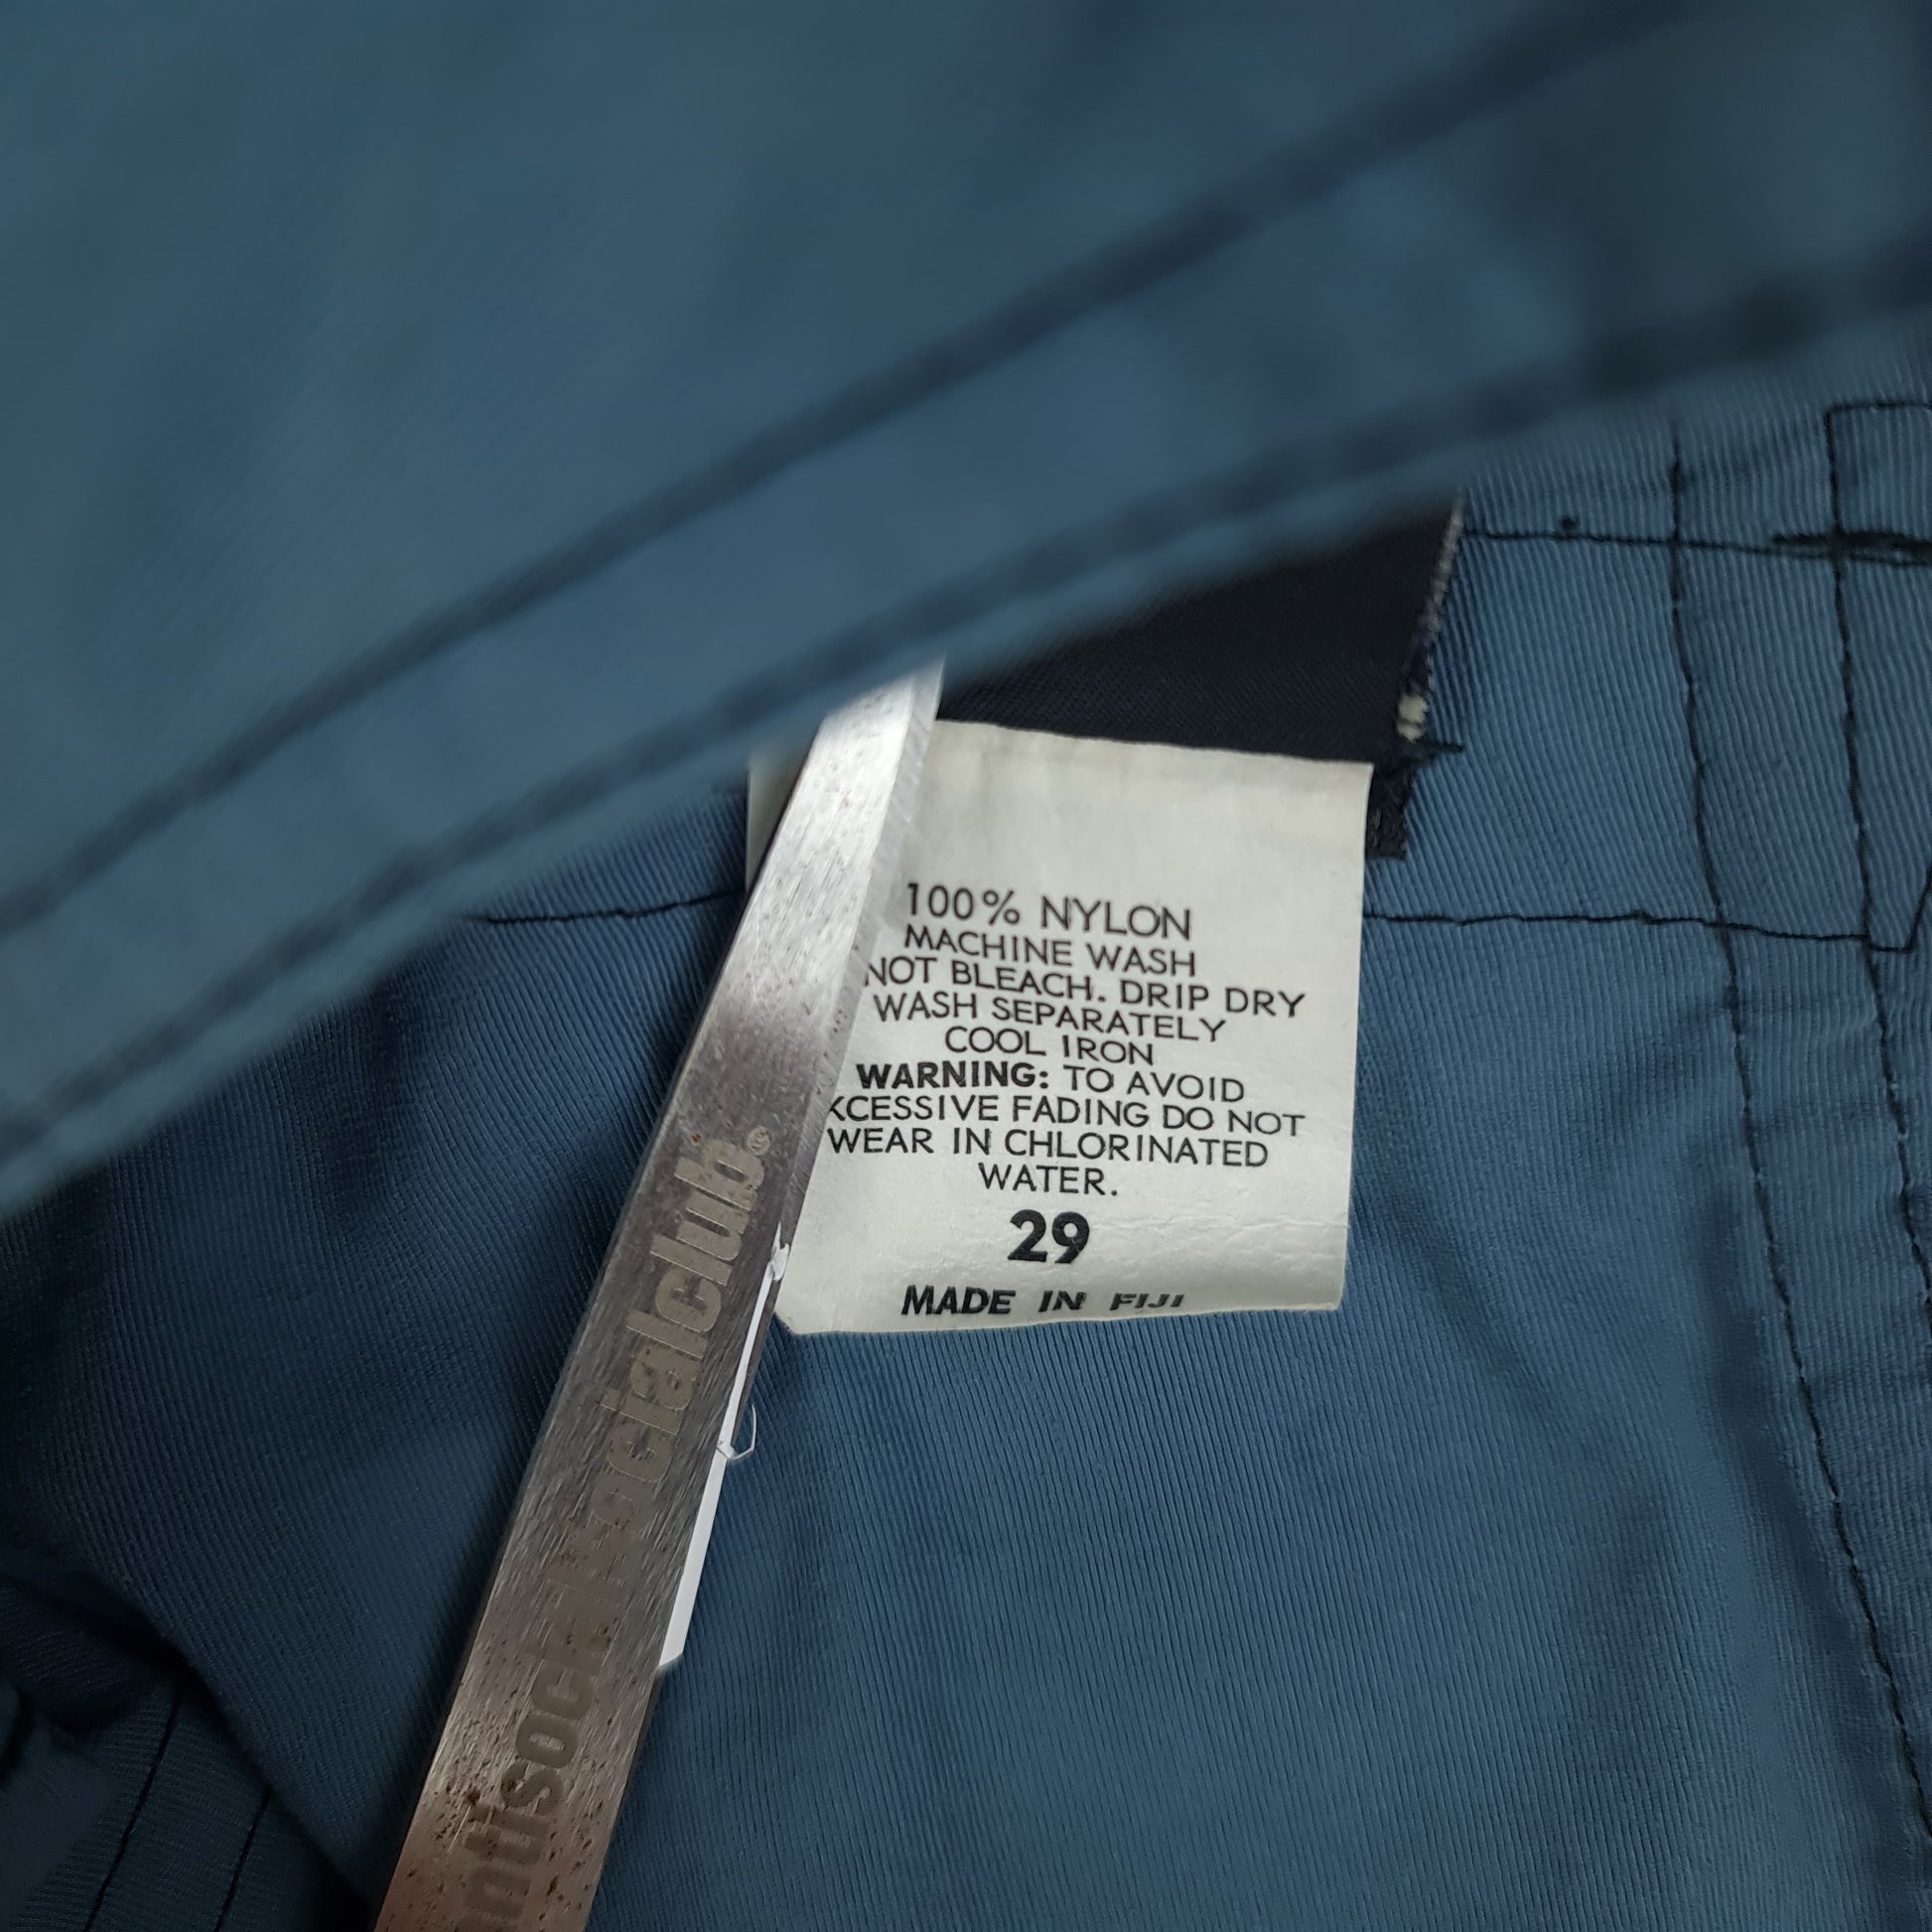 100% NYLON
MACHINE WASH
NOT BLEACH. DRIP DRY
WASH SEPARATELY
COOL IRON
WARNING: TO AVOID
XCESSIVE FADING DO NOT
WEAR IN CHLORINATED
WATER.
29
MADE IN FIJI
antisocialsocialclub®